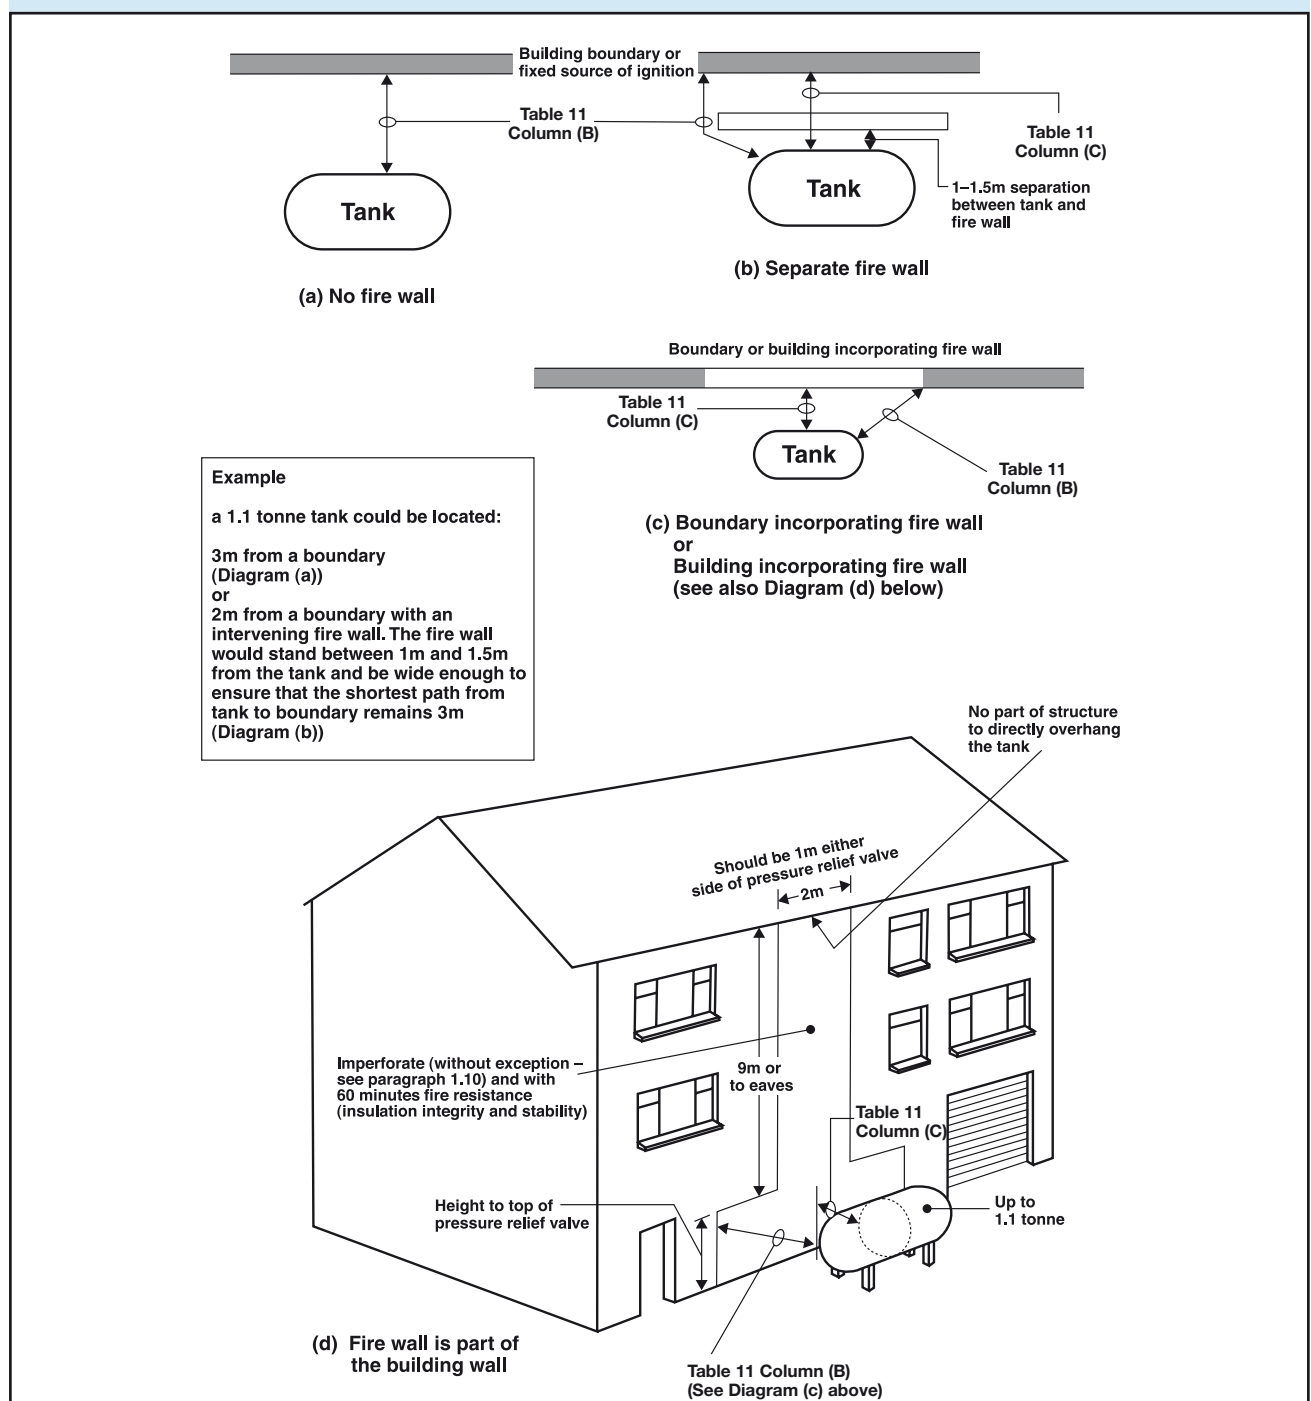 Building boundary or
fixed source of ignition
Table 11
Column (B)
Table 11
Column (C)
Tank
Tank
1–1.5m separation
between tank and
fire wall
(b) Separate fire wall
(a) No fire wall
Boundary or building incorporating fire wall
Table 11
Column (C)
Tank
Table 11
Column (B)
(c) Boundary incorporating fire wall
or
Building incorporating fire wall
(see also Diagram (d) below)
Example
a 1.1 tonne tank could be located:
3m from a boundary
(Diagram (a))
or
2m from a boundary with an
intervening fire wall. The fire wall
would stand between 1m and 1.5m
from the tank and be wide enough to
ensure that the shortest path from
tank to boundary remains 3m
(Diagram (b))
No part of structure
to directly overhang
the tank
Should be 1m either
side of pressure relief valve
2m
Imperforate (without exception –
see paragraph 1.10) and with
60 minutes fire resistance
(insulation integrity and stability)
9m or
to eaves
Table 11
Column (C)
Height to top of
pressure relief valve
Up to
1.1 tonne
(d) Fire wall is part of
the building wall
Table 11 Column (B)
(See Diagram (c) above)